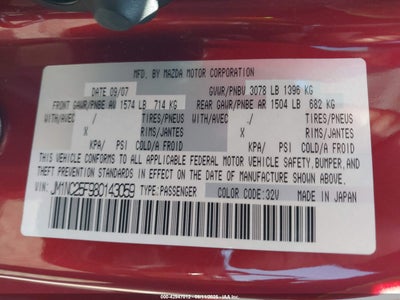 MFD. BY MAZDA MOTOR CORPORATION
DATE 09/07 GVWR/PNBV 3078 LB 1396 KG
FRONT GAWR/PNBE AV 1574 LB 714 KG REAR GAWR/PNBE AR 1504 LB 682 KG
WITH/AVEC TIRES/PNEUS WITH/AVEC TIRES/PNEUS
X RIMS/JANTES X RIMS/JANTES
KPA/ PSI COLD/A FROID KPA/ PSI COLD/A FROID
THIS VEHICLE CONFORMS TO ALL APPLICABLE FEDERAL MOTOR VEHICLE SAFETY,BUMPER,AND
THEFT PREVENTION STANDARDS IN EFFECT ON THE DATE OF MANUFACTURE SHOWN ABOVE.
VIN: JM1NC25F980143059 TYPE:PASSENGER COLOR CODE:32V MADE IN JAPAN